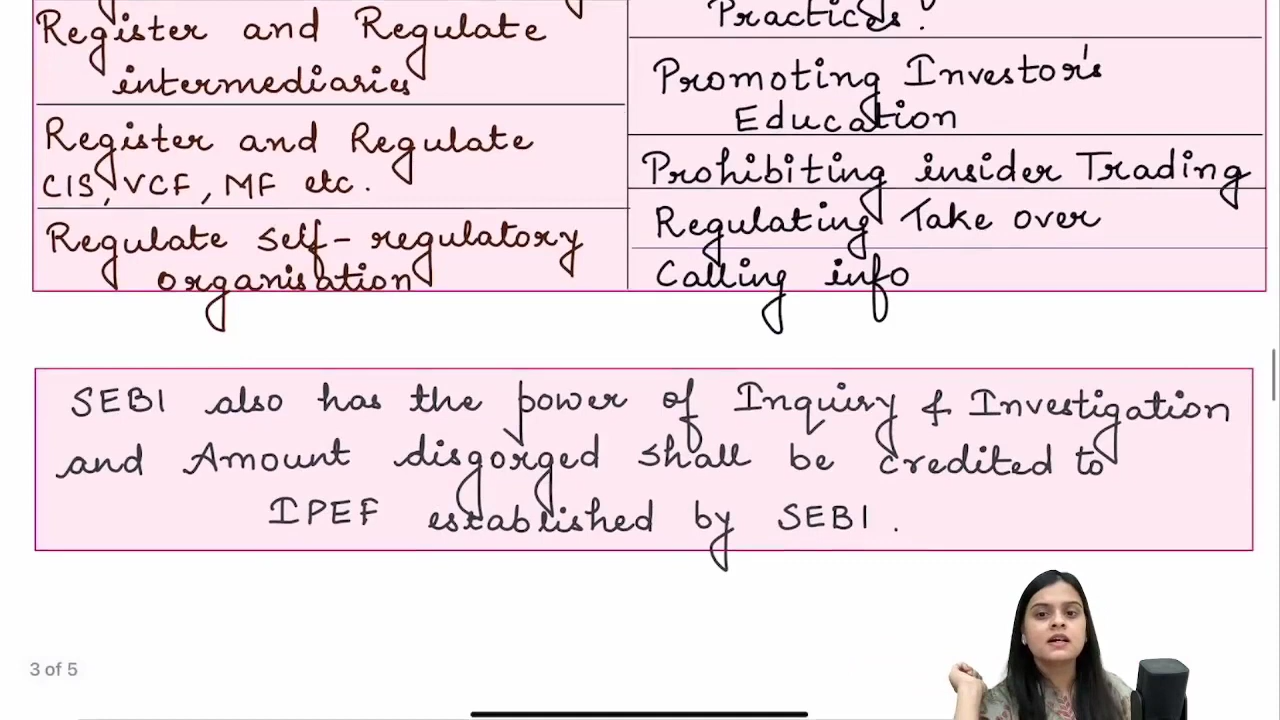 Register and Regulate
intermediaries
Register and Regulate
CIS, VCF, MF etc.
Regulate self-regulatory
organisation
Practices.
Promoting Investor's
Education
Prohibiting insider Trading
Regulating Take over
Calling info
SEBI also has the power of Inquiry & Investigation
and Amount disgorged shall be credited to
IPEF established by SEBI.
3 of 5